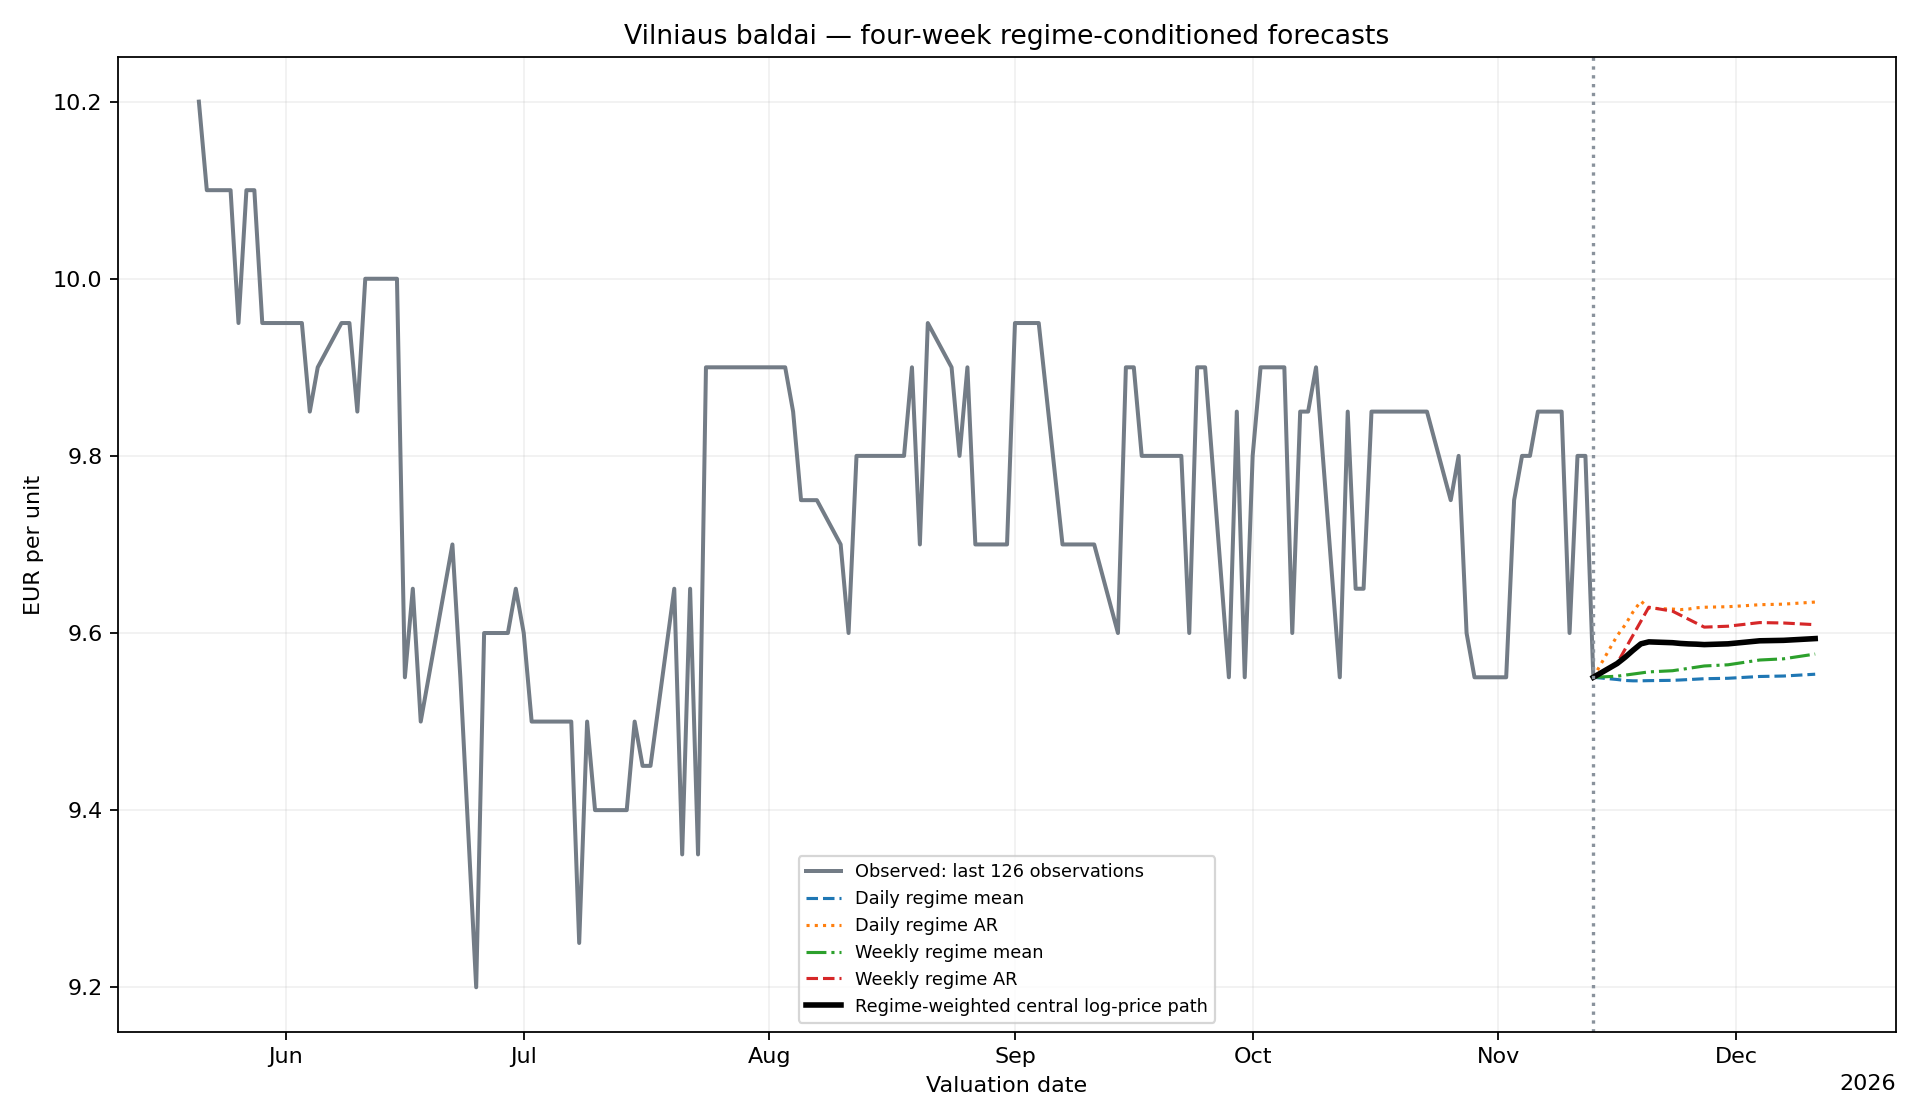 Vilniaus baldai — four-week regime-conditioned forecasts
EUR per unit
10.2
10.0
9.8
9.6
9.4
9.2
Observed: last 126 observations
Daily regime mean
Daily regime AR
Weekly regime mean
Weekly regime AR
Regime-weighted central log-price path
Jun
Jul
Aug
Sep
Oct
Nov
Dec
Valuation date
2026